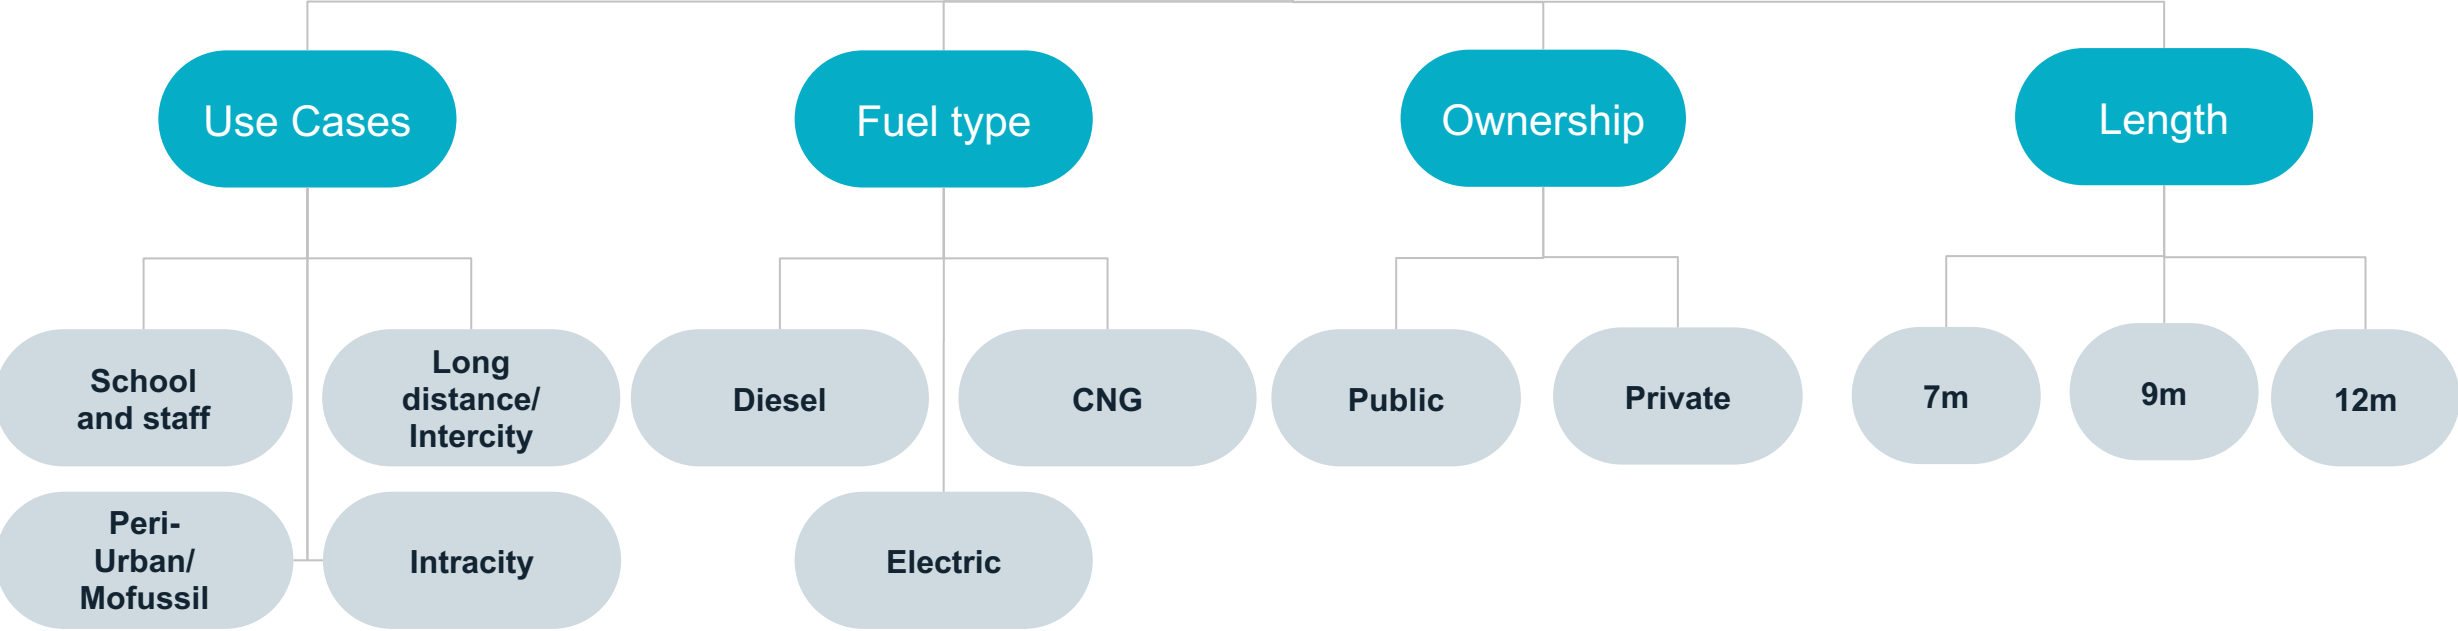 Use Cases
Fuel type
Ownership
Length
School
and staff
Long
distance/
Intercity
Diesel
CNG
Public
Private
7m
9m
12m
Peri-
Urban/
Mofussil
Intracity
Electric